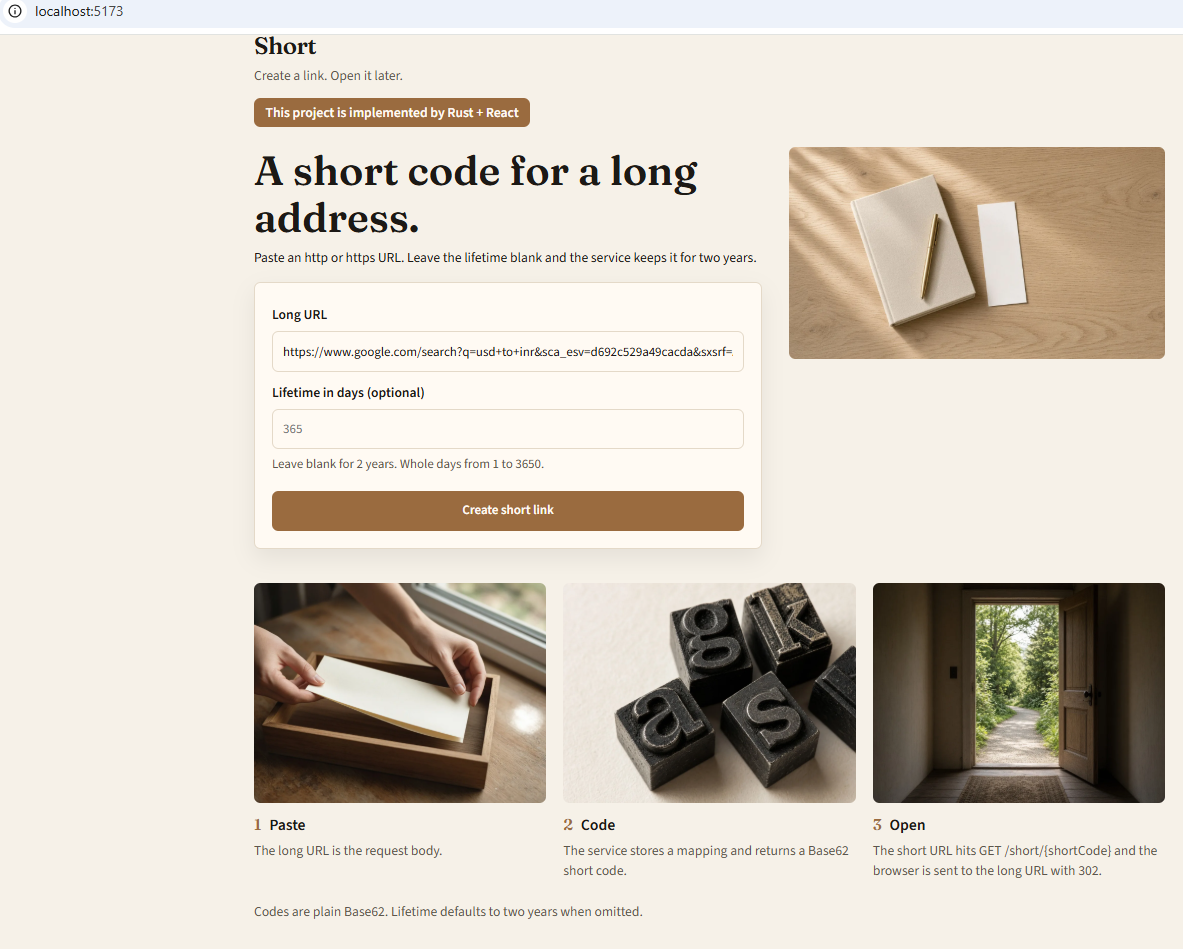 localhost:5173
Short
Create a link. Open it later.
This project is implemented by Rust + React
A short code for a long
address.
Paste an http or https URL. Leave the lifetime blank and the service keeps it for two years.
Long URL
https://www.google.com/search?q=usd+to+inr&sca_esv=d692c529a49cacda&sxsrf=
Lifetime in days (optional)
365
Leave blank for 2 years. Whole days from 1 to 3650.
Create short link
g k
a s
1 Paste
The long URL is the request body.
2 Code
The service stores a mapping and returns a Base62
short code.
3 Open
The short URL hits GET /short/{shortCode} and the
browser is sent to the long URL with 302.
Codes are plain Base62. Lifetime defaults to two years when omitted.